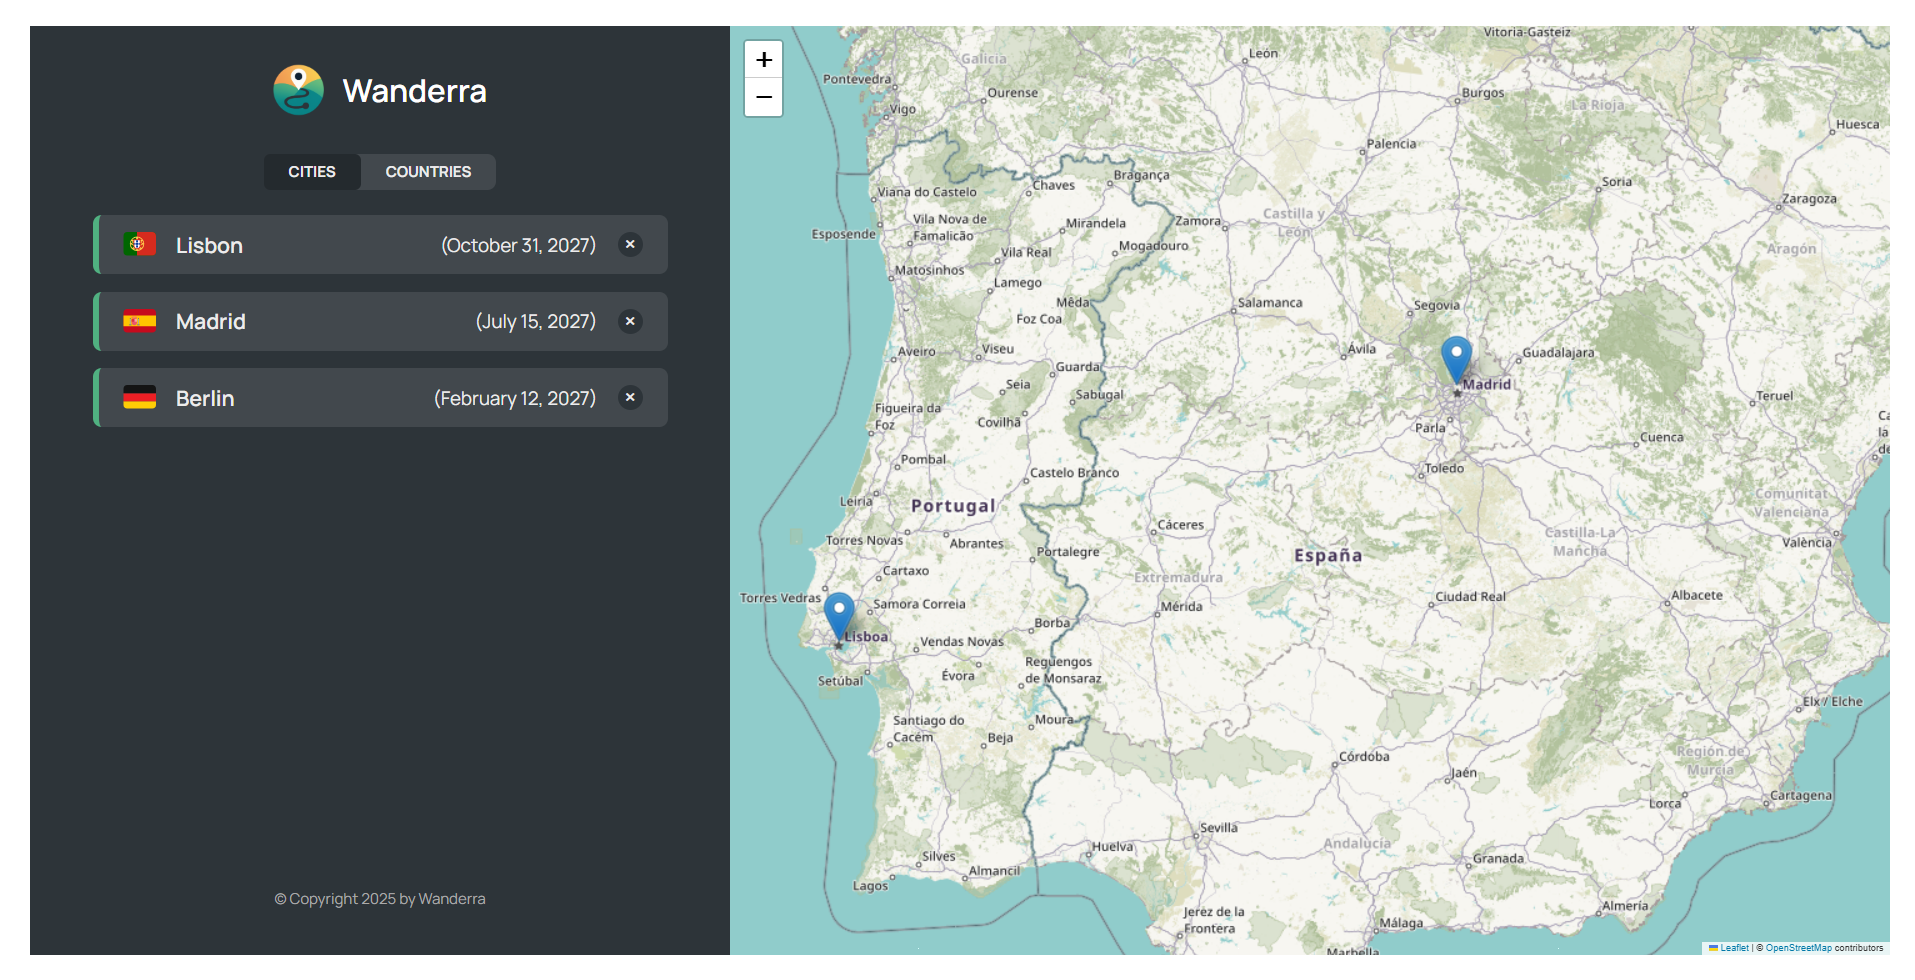 Wanderra
CITIES
COUNTRIES
Lisbon
(October 31, 2027)
×
Madrid
(July 15, 2027)
×
Berlin
(February 12, 2027)
×
© Copyright 2025 by Wanderra
+
−
Vitoria-Gasteiz
León
Galicia
Pontevedra
Ourense
Burgos
La Rioja
Vigo
Huesca
Palencia
Bragança
Chaves
Soria
Viana do Castelo
Zaragoza
Vila Nova de
Famalicão
Mirandela
Zamora
Castilla y
León
Esposende
Mogadouro
Aragón
Vila Real
Matosinhos
Lamego
Mêda
Salamanca
Segovia
Foz Coa
Aveiro
Viseu
Ávila
Guadalajara
Guarda
Seia
Madrid
Sabugal
Teruel
Figueira da
Foz
Covilhã
Parla
Cuenca
Pombal
Toledo
Castelo Branco
Leiria
Portugal
Comunitat
Valenciana
Cáceres
Castilla-La
Mancha
Torres Novas
Abrantes
València
Portalegre
España
Cartaxo
Extremadura
Torres Vedras
Samora Correia
Mérida
Ciudad Real
Albacete
Borba
Lisboa
Vendas Novas
Reguengos
de Monsaraz
Évora
Setúbal
Elx / Elche
Santiago do
Cacém
Moura
Beja
Región de
Murcia
Córdoba
Jaén
Cartagena
Lorca
Sevilla
Andalucía
Huelva
Silves
Granada
Almancil
Lagos
Almería
Jerez de la
Frontera
Málaga
Marbella
Leaflet | © OpenStreetMap contributors